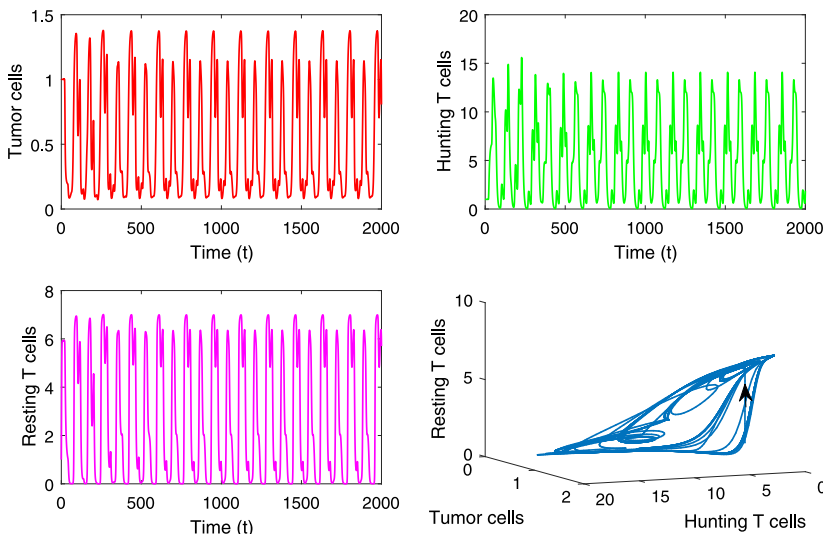 1.5
1
0.5
0
Tumor cells
0 500 1000 1500 2000
Time (t)
20
15
10
5
0
Hunting T cells
0 500 1000 1500 2000
Time (t)
8
6
4
2
0
Resting T cells
0 500 1000 1500 2000
Time (t)
10
5
0
Resting T cells
0 1 2
Tumor cells
20 15 10 5 0
Hunting T cells